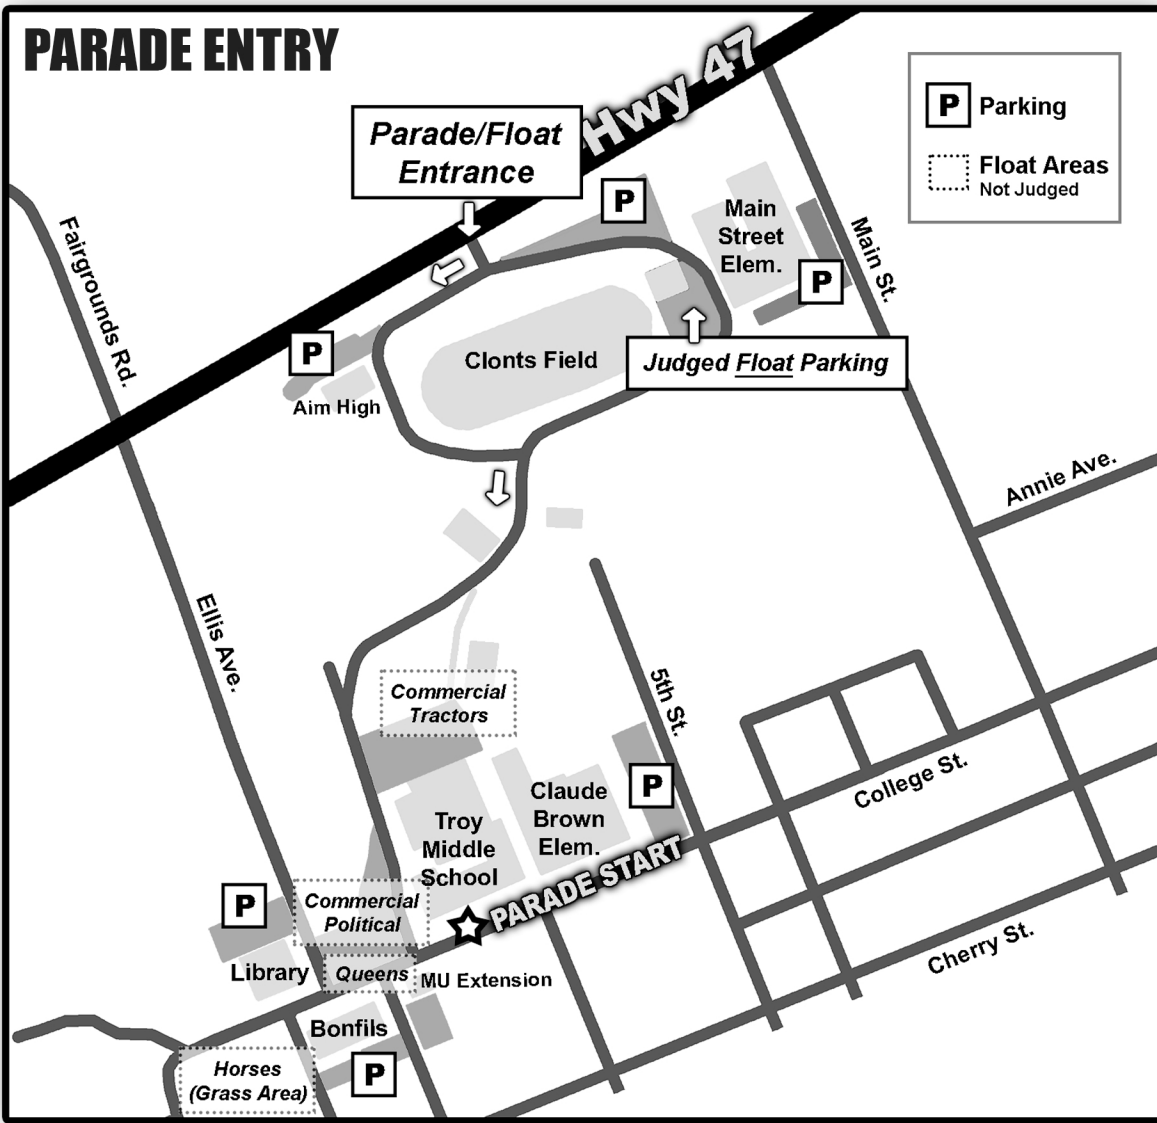 PARADE ENTRY
Hwy 47
P Parking
Float Areas
Not Judged
Parade/Float
Entrance
P
Main
Street
Elem.
P
Main St.
Fairgrounds Rd.
P
Aim High
Clonts Field
Judged Float Parking
Annie Ave.
Ellis Ave.
Commercial
Tractors
5th St.
P
Claude
Brown
Elem.
College St.
Troy
Middle
School
PARADE START
P
Commercial
Political
Library
Queens
MU Extension
Cherry St.
Bonfils
P
Horses
(Grass Area)